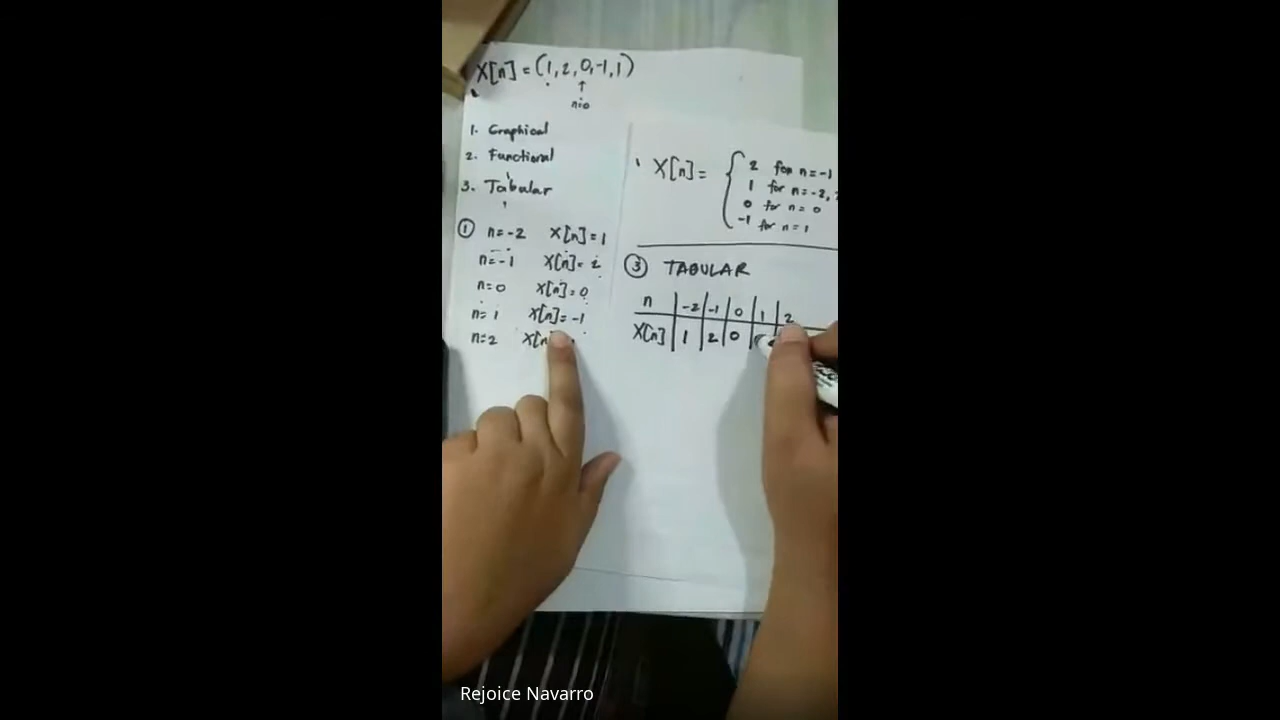 X[n] = (1, 2, 0, -1, 1)
↑
n=0
1. Graphical
2. Functional
3. Tabular
① n=-2 X[n]=1
n=-1 X[n]=2
n=0 X[n]=0
n=1 X[n]=-1
n=2 X[n]
X[n] = { 2 for n=-1
1 for n=-2,
0 for n=0
-1 for n=1
③ TABULAR
n | -2 | -1 | 0 | 1 | 2
X[n] | 1 | 2 | 0 |
Rejoice Navarro